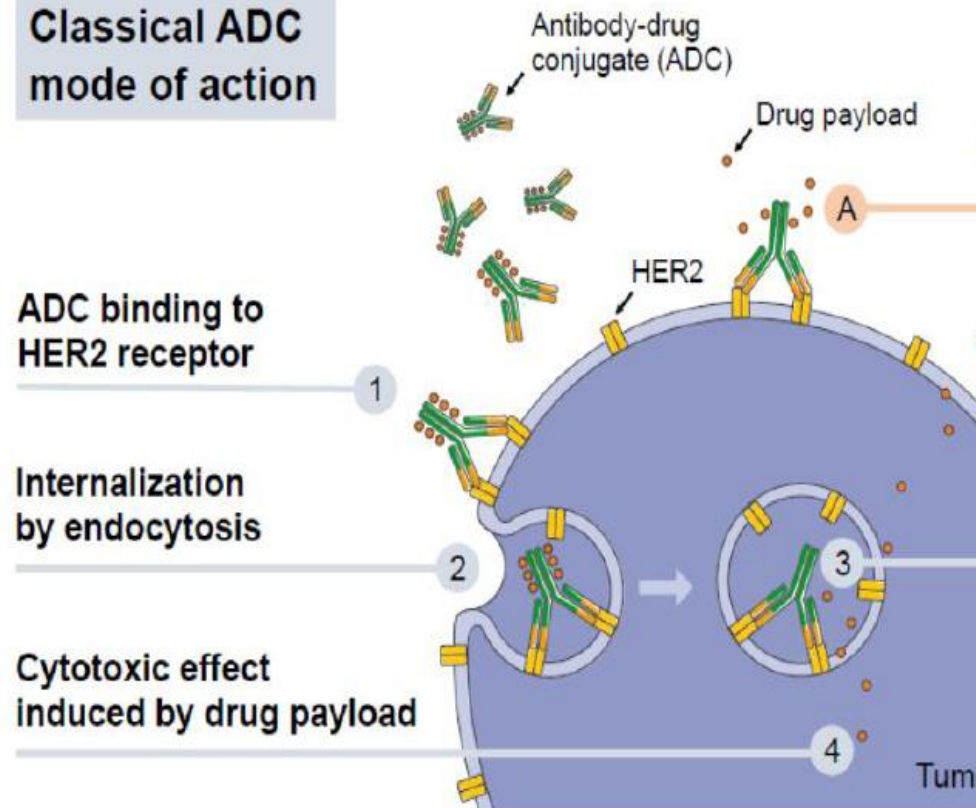 Classical ADC
mode of action
Antibody-drug
conjugate (ADC)
Drug payload
A
HER2
ADC binding to
HER2 receptor
1
Internalization
by endocytosis
2
3
Cytotoxic effect
induced by drug payload
4
Tum